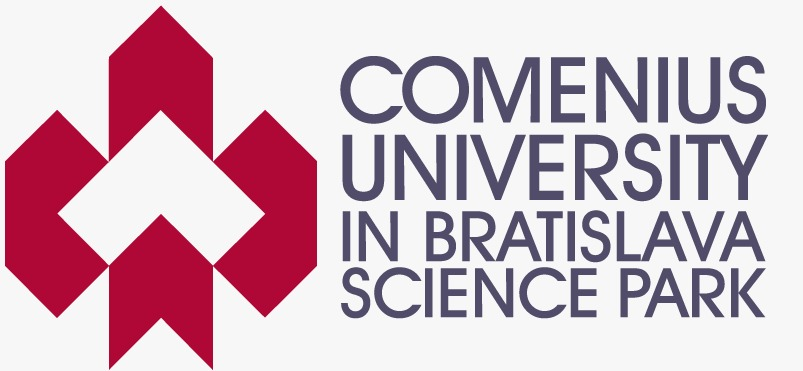 COMENIUS
UNIVERSITY
IN BRATISLAVA
SCIENCE PARK